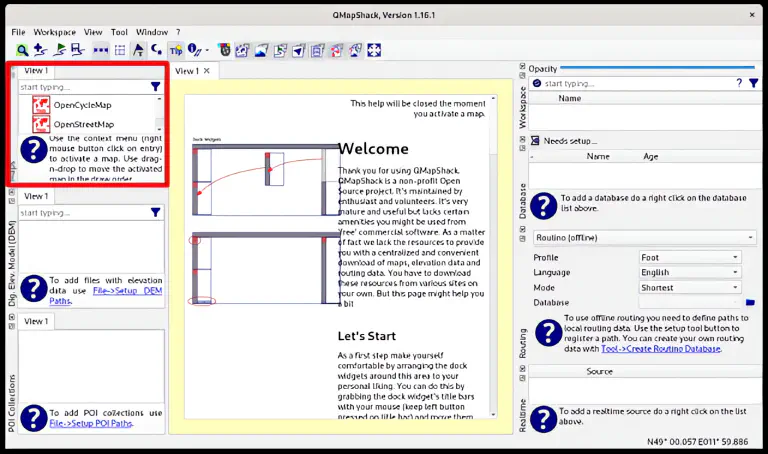 QMapShack, Version 1.16.1
File Workspace View Tool Window ?
View 1
start typing...
OpenCycleMap
OpenStreetMap
Use the context menu (right
mouse button click on entry)
to activate a map. Use drag-
n-drop to move the activated
map in the draw order.
Maps
View 1
start typing...
To add files with elevation
data use File->Setup DEM
Paths.
Dig. Elev. Model (DEM)
View 1
To add POI collections use
File->Setup POI Paths.
POI Collections
View 1
This help will be closed the moment
you activate a map.
Dock Widgets
Welcome
Thank you for using QMapShack.
QMapShack is a non-profit Open
Source project. It's maintained by
enthusiast and volunteers. It's very
mature and useful but lacks certain
amenities you might be used from
'free' commercial software. As a matter
of fact we lack the resources to provide
you with a centralized and convenient
download of maps, elevation data and
routing data. You have to download
these resources from various sites on
your own. But this page might help you
a bit
Let's Start
As a first step make yourself
comfortable by arranging the dock
widgets around this area to your
personal liking. You can do this by
grabbing the dock widget's title bars
with your mouse (keep left button
pressed on title bar) and move them
Opacity
start typing...
Name
Workspace
Needs setup...
- Name Age
To add a database do a right click on the database
list above.
Database
Routino (offline)
Profile Foot
Language English
Mode Shortest
Database
To use offline routing you need to define paths to
local routing data. Use the setup tool button to
register a path. You can create your own routing
data with Tool->Create Routino Database.
Routing
Source
To add a realtime source do a right click on the list
above.
Realtime
N49° 00.057 E011° 59.886